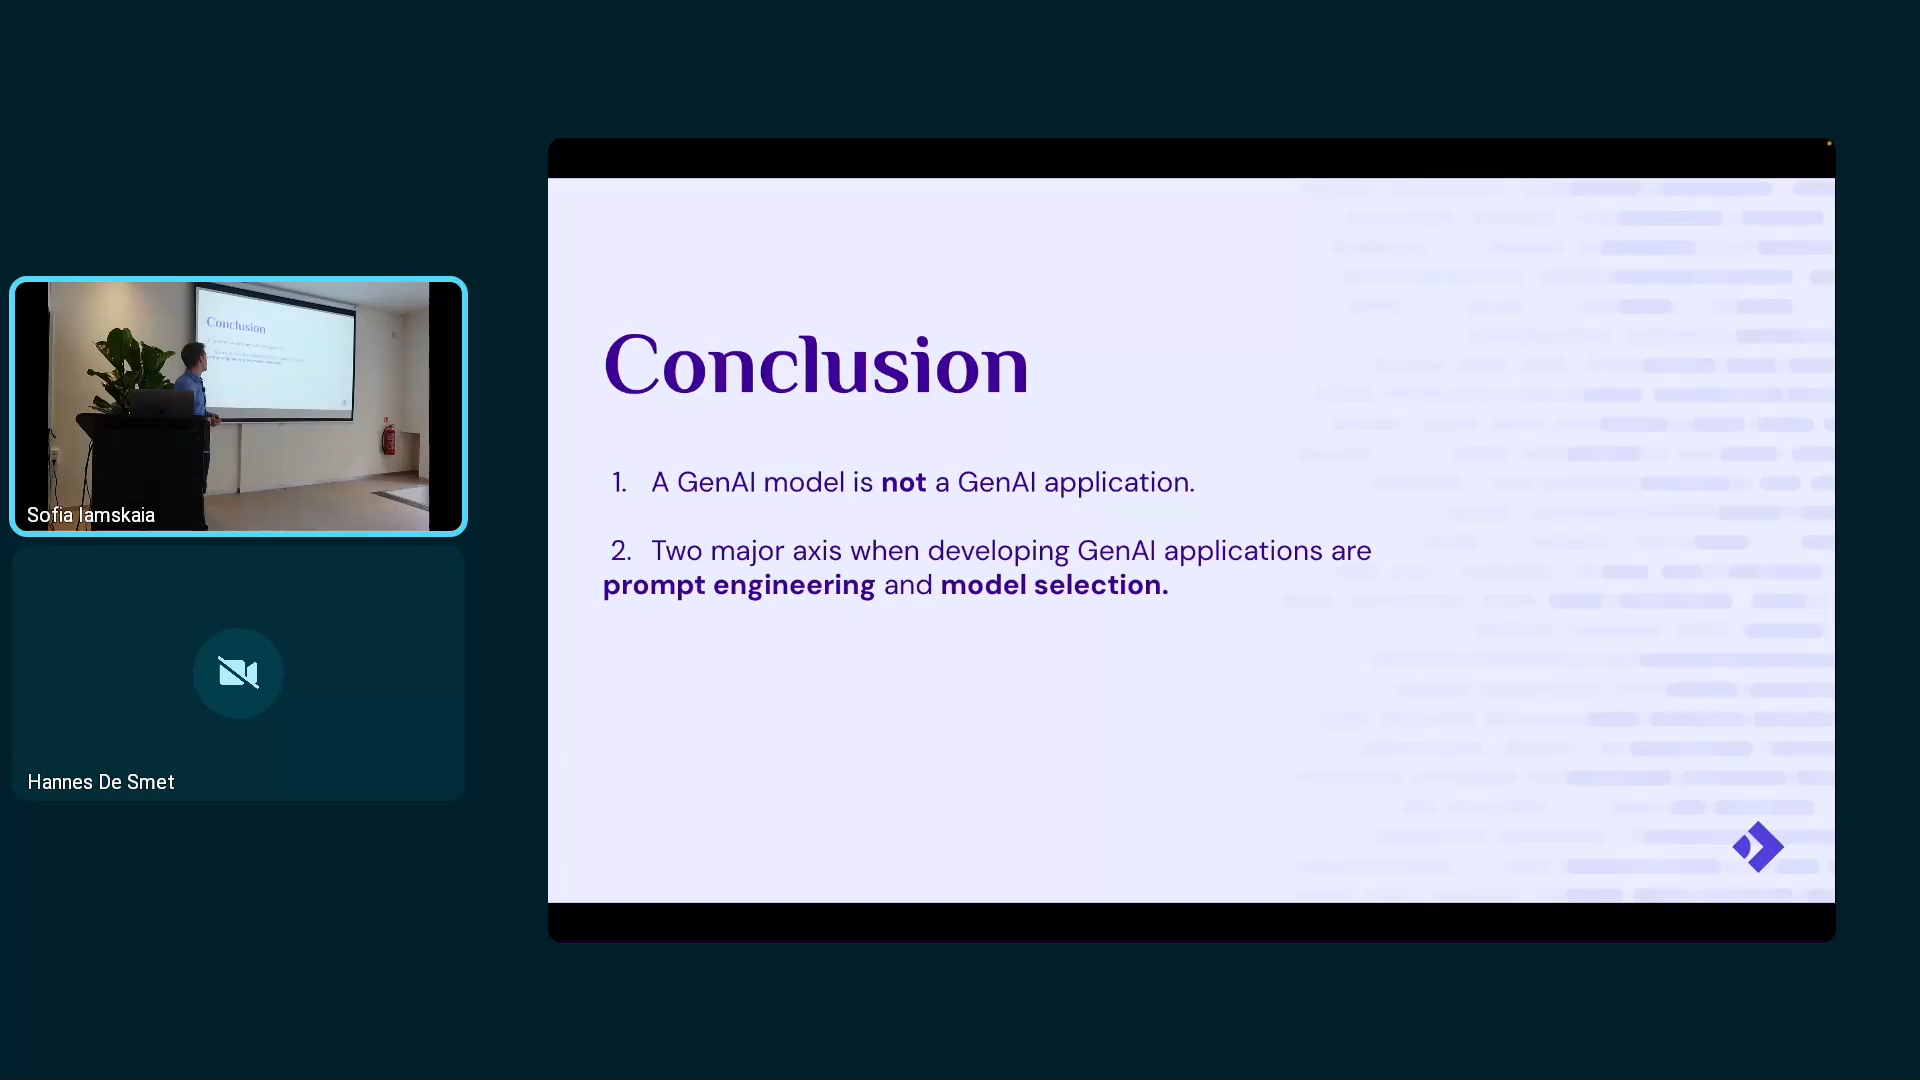 Conclusion
Sofia Iamskaia
Hannes De Smet
Conclusion
1. A GenAI model is not a GenAI application.
2. Two major axis when developing GenAI applications are
prompt engineering and model selection.